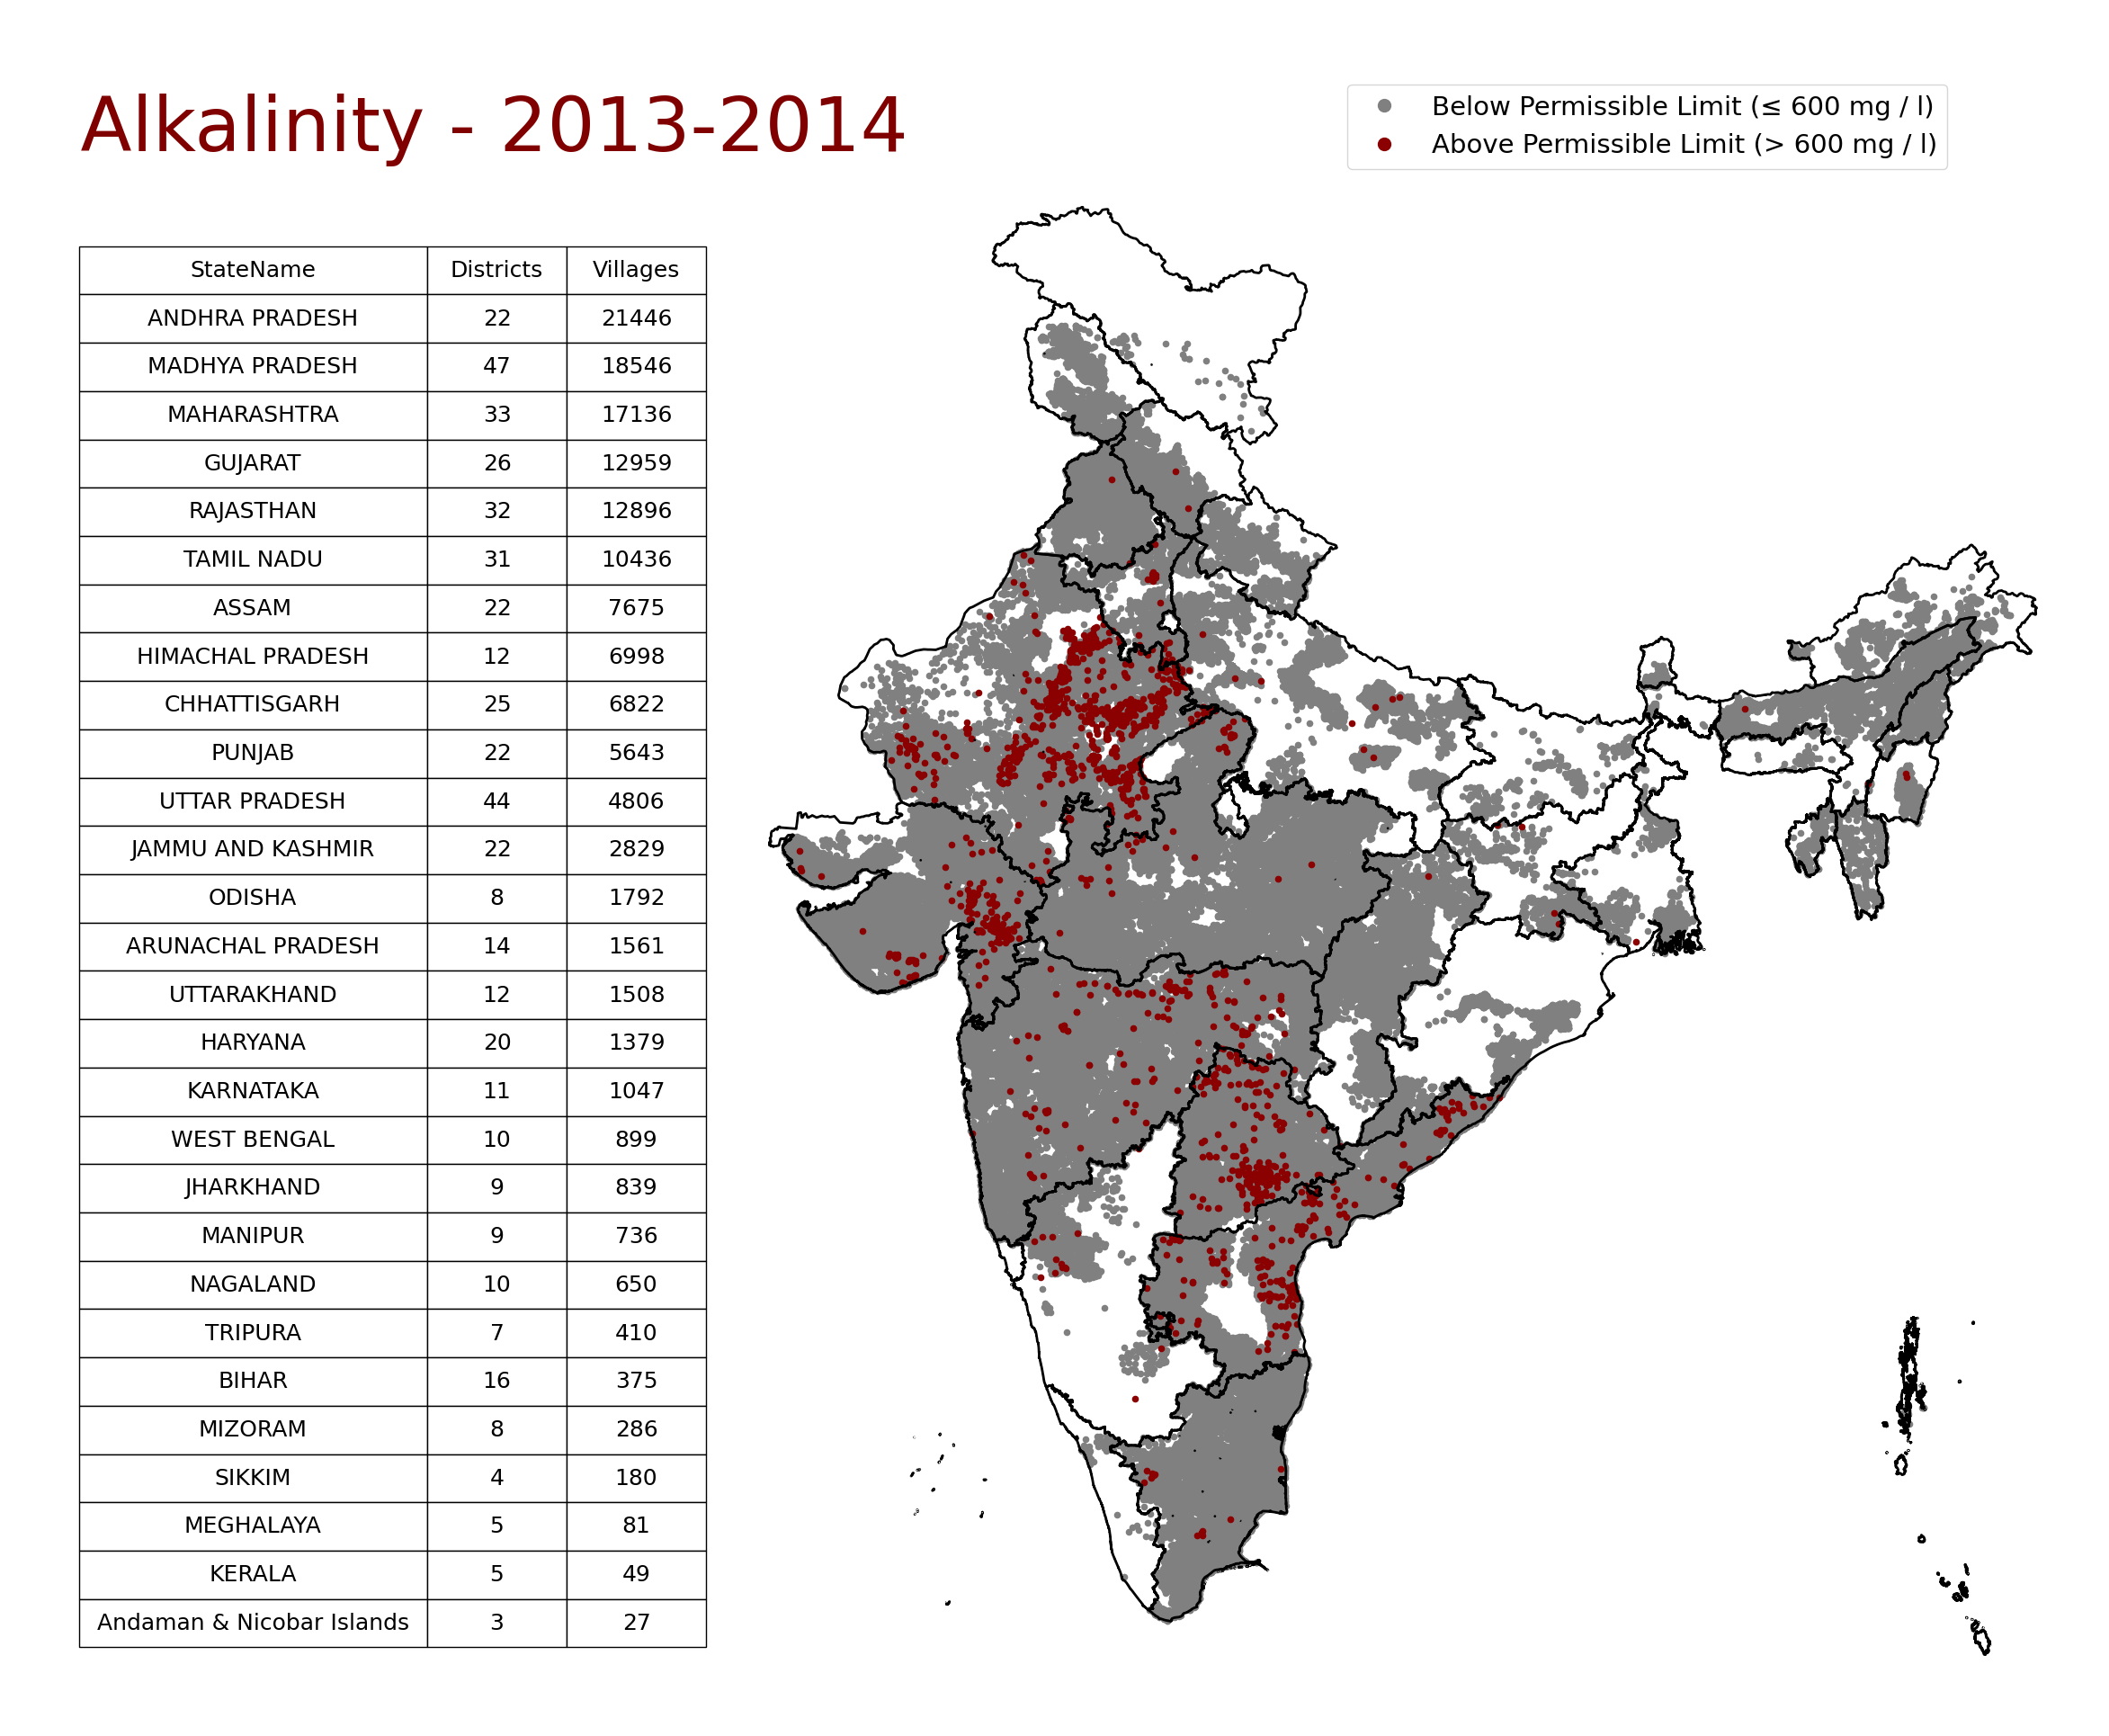 Alkalinity - 2013-2014
Below Permissible Limit (≤ 600 mg / l)
Above Permissible Limit (> 600 mg / l)
StateName Districts Villages
ANDHRA PRADESH 22 21446
MADHYA PRADESH 47 18546
MAHARASHTRA 33 17136
GUJARAT 26 12959
RAJASTHAN 32 12896
TAMIL NADU 31 10436
ASSAM 22 7675
HIMACHAL PRADESH 12 6998
CHHATTISGARH 25 6822
PUNJAB 22 5643
UTTAR PRADESH 44 4806
JAMMU AND KASHMIR 22 2829
ODISHA 8 1792
ARUNACHAL PRADESH 14 1561
UTTARAKHAND 12 1508
HARYANA 20 1379
KARNATAKA 11 1047
WEST BENGAL 10 899
JHARKHAND 9 839
MANIPUR 9 736
NAGALAND 10 650
TRIPURA 7 410
BIHAR 16 375
MIZORAM 8 286
SIKKIM 4 180
MEGHALAYA 5 81
KERALA 5 49
Andaman & Nicobar Islands 3 27